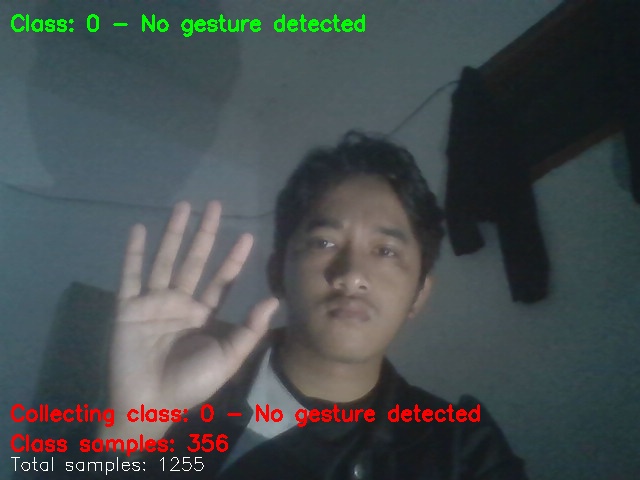 Class: 0 - No gesture detected
Collecting class: 0 - No gesture detected
Class samples: 356
Total samples: 1255